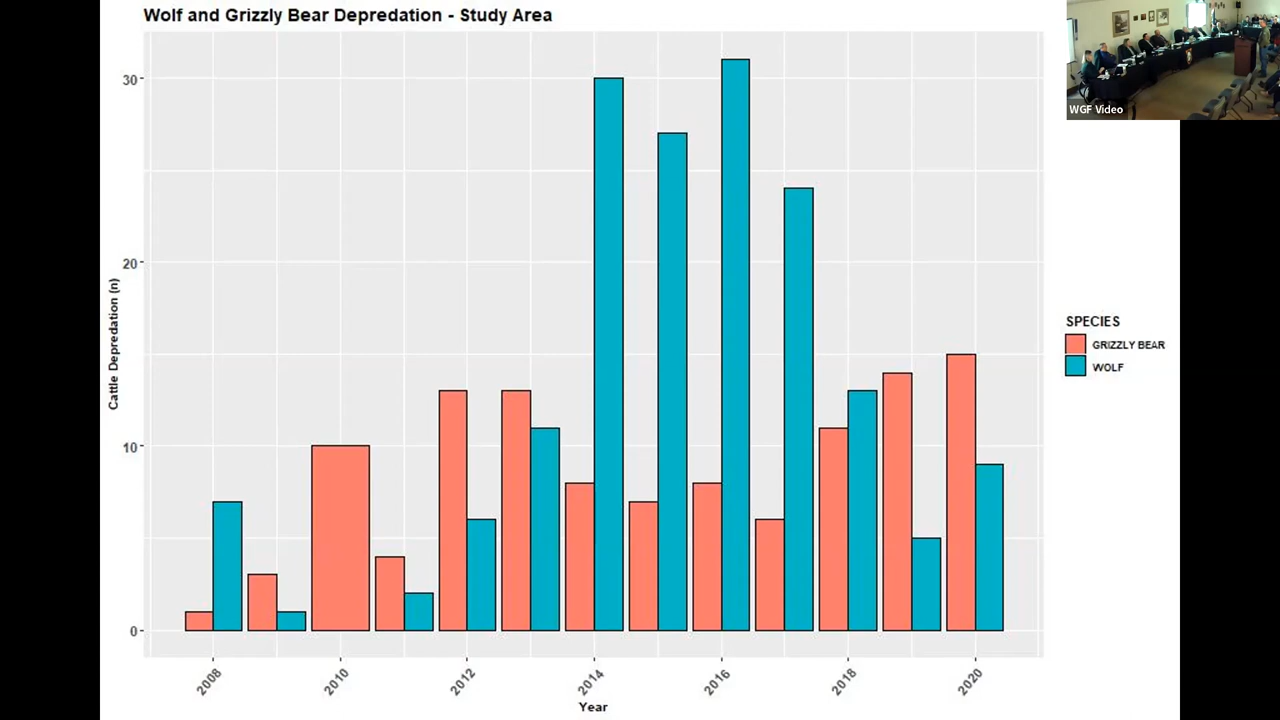 Wolf and Grizzly Bear Depredation - Study Area
WGF Video
30
20
10
0
Cattle Depredation (n)
2008
2010
2012
2014
2016
2018
2020
Year
SPECIES
GRIZZLY BEAR
WOLF